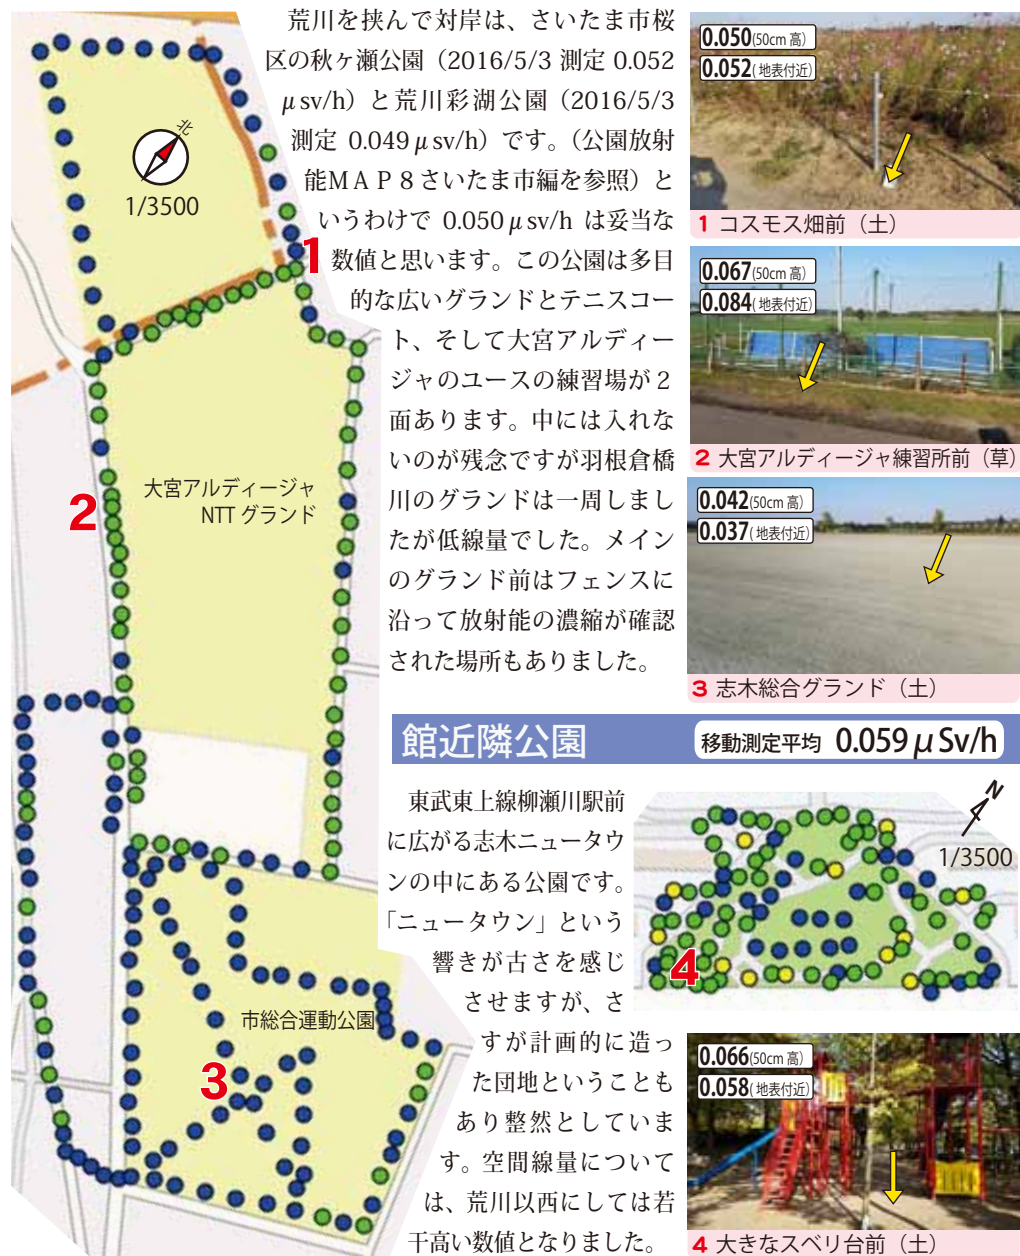 荒川を挟んで対岸は、さいたま市桜
区の秋ヶ瀬公園（2016/5/3 測定 0.052
μsv/h）と荒川彩湖公園（2016/5/3
測定 0.049μsv/h）です。（公園放射
能MAP8さいたま市編を参照）と
いうわけで 0.050μsv/h は妥当な
数値と思います。この公園は多目
的な広いグランドとテニスコー
ト、そして大宮アルディー
ジャのユースの練習場が2
面あります。中には入れな
いのが残念ですが羽根倉橋
川のグランドは一周しまし
たが低線量でした。メイン
のグランド前はフェンスに
沿って放射能の濃縮が確認
された場所もありました。
北
1/3500
1
2
大宮アルディージャ
NTT グランド
市総合運動公園
3
0.050(50cm 高)
0.052(地表付近)
1 コスモス畑前（土）
0.067(50cm 高)
0.084(地表付近)
2 大宮アルディージャ練習所前（草）
0.042(50cm 高)
0.037(地表付近)
3 志木総合グランド（土）
館近隣公園
移動測定平均 0.059μSv/h
東武東上線柳瀬川駅前
に広がる志木ニュータウ
ンの中にある公園です。
「ニュータウン」という
響きが古さを感じ
させますが、さ
すが計画的に造っ
た団地ということも
あり整然としていま
す。空間線量について
は、荒川以西にしては若
干高い数値となりました。
N
1/3500
4
0.066(50cm 高)
0.058(地表付近)
4 大きなスベリ台前（土）